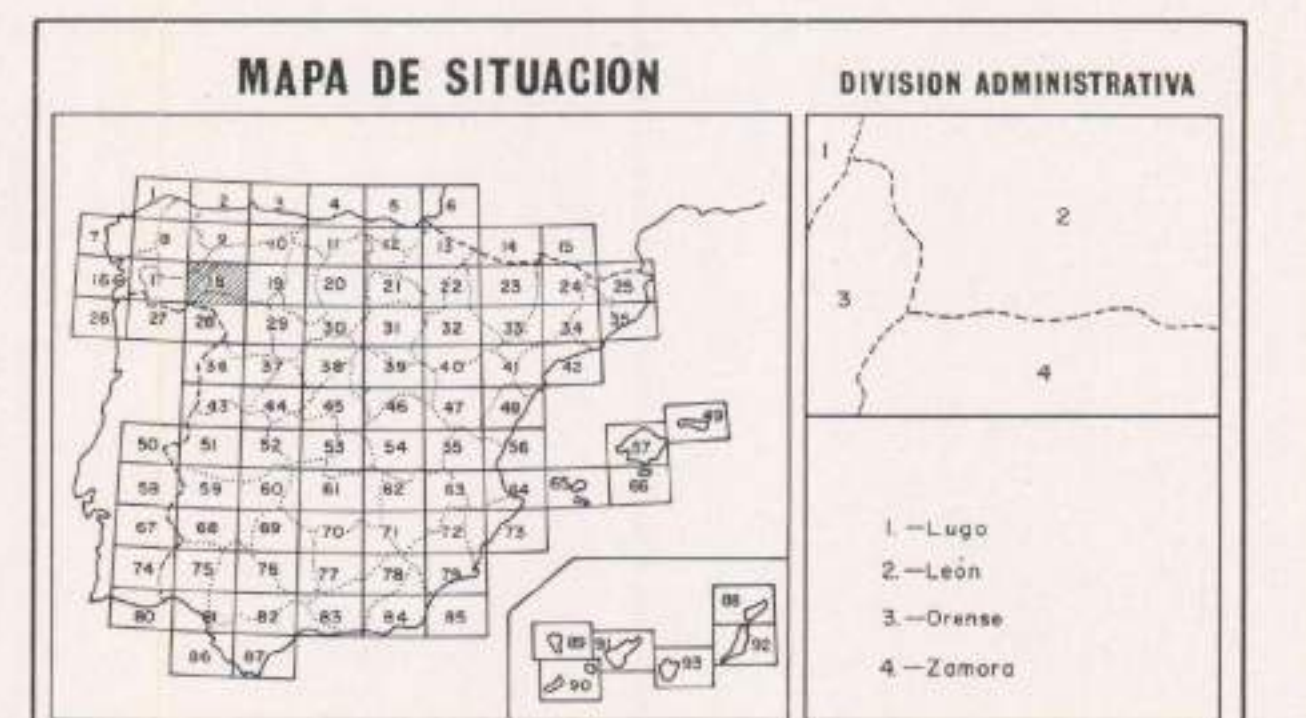 MAPA DE SITUACION
DIVISION ADMINISTRATIVA
1 2 3 4 5 6
7 8 9 10 11 12 13 14 15
16 17 18 19 20 21 22 23 24 25
26 27 28 29 30 31 32 33 34 35
36 37 38 39 40 41 42
43 44 45 46 47 48
49
50 51 52 53 54 55 56 57
58 59 60 61 62 63 64 65 66
67 68 69 70 71 72 73
74 75 76 77 78 79
80 81 82 83 84 85
86 87
88
89 91 93 92
90
1
2
3
4
1.—Lugo
2.—León
3.—Orense
4.—Zamora